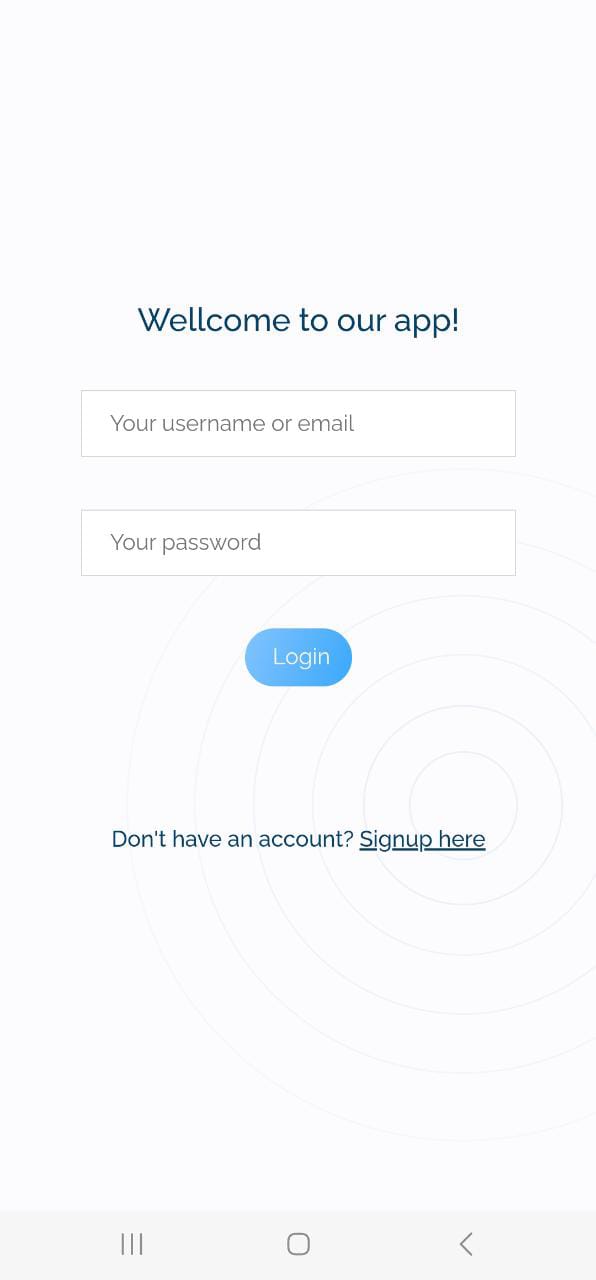 Wellcome to our app!
Your username or email
Your password
Login
Don't have an account? Signup here